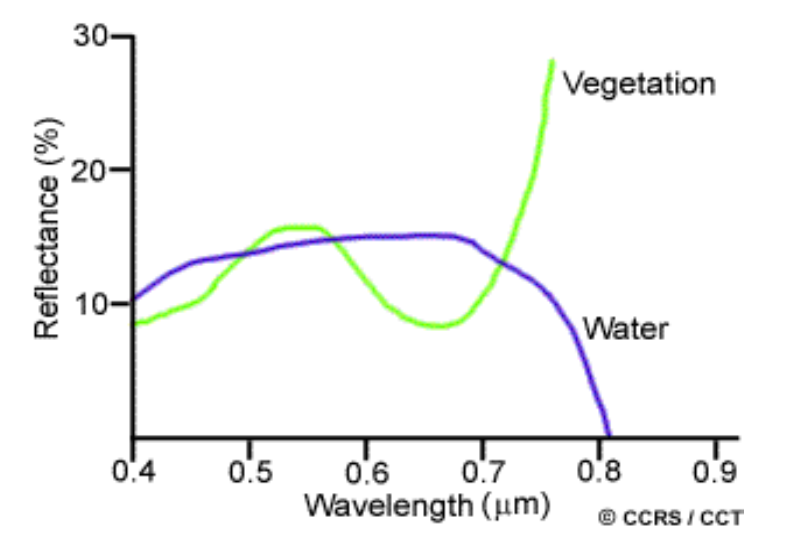 30
Vegetation
20
Reflectance (%)
10
Water
0.4 0.5 0.6 0.7 0.8 0.9
Wavelength (μm)
© CCRS / CCT